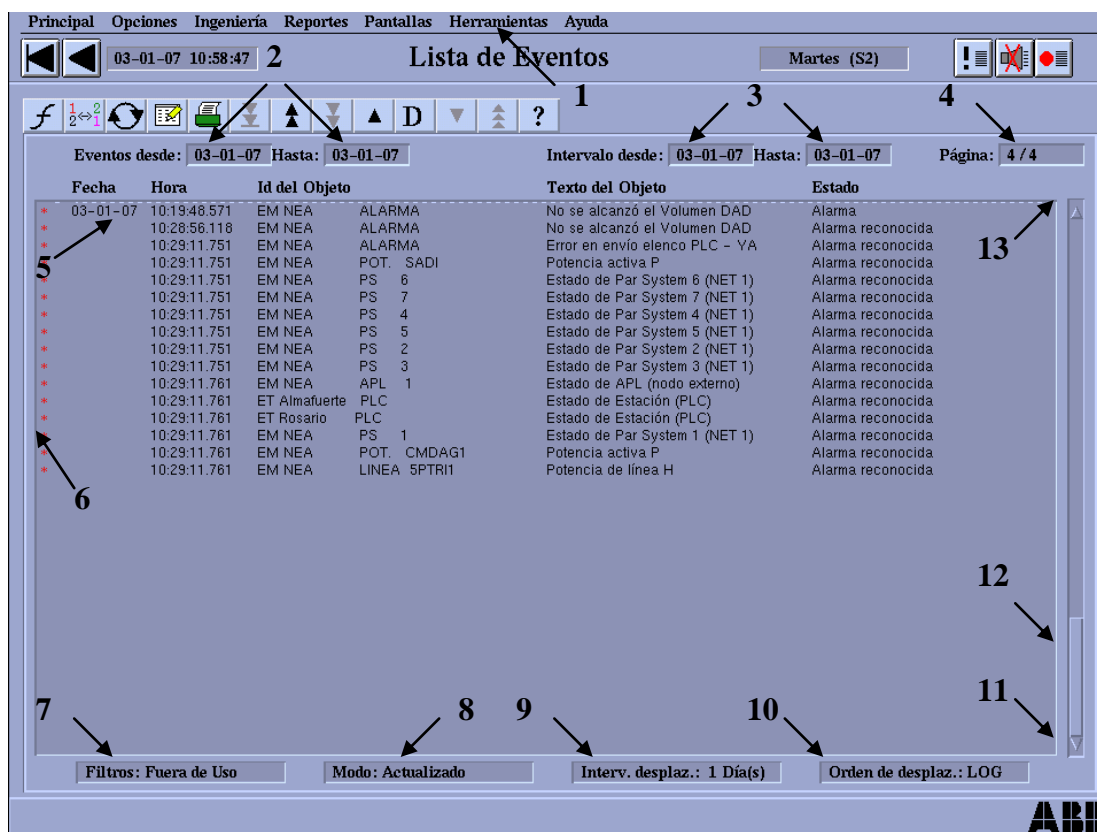 Principal Opciones Ingeniería Reportes Pantallas Herramientas Ayuda
03-01-07 10:58:47 2 Lista de Eventos Martes (S2)
1 3 4
f 1 2 ⇔ 2 1 D ?
Eventos desde: 03-01-07 Hasta: 03-01-07 Intervalo desde: 03-01-07 Hasta: 03-01-07 Página: 4 / 4
Fecha Hora Id del Objeto Texto del Objeto Estado
* 03-01-07 10:19:48.571 EM NEA ALARMA No se alcanzó el Volumen DAD Alarma
* 10:28:56.118 EM NEA ALARMA No se alcanzó el Volumen DAD Alarma reconocida
* 10:29:11.751 EM NEA ALARMA Error en envío elenco PLC - YA Alarma reconocida
13
5
* 10:29:11.751 EM NEA POT. SADI Potencia activa P Alarma reconocida
* 10:29:11.751 EM NEA PS 6 Estado de Par System 6 (NET 1) Alarma reconocida
* 10:29:11.751 EM NEA PS 7 Estado de Par System 7 (NET 1) Alarma reconocida
* 10:29:11.751 EM NEA PS 4 Estado de Par System 4 (NET 1) Alarma reconocida
* 10:29:11.751 EM NEA PS 5 Estado de Par System 5 (NET 1) Alarma reconocida
* 10:29:11.751 EM NEA PS 2 Estado de Par System 2 (NET 1) Alarma reconocida
* 10:29:11.751 EM NEA PS 3 Estado de Par System 3 (NET 1) Alarma reconocida
* 10:29:11.761 EM NEA APL 1 Estado de APL (nodo externo) Alarma reconocida
* 10:29:11.761 ET Almafuerte PLC Estado de Estación (PLC) Alarma reconocida
* 10:29:11.761 ET Rosario PLC Estado de Estación (PLC) Alarma reconocida
* 10:29:11.761 EM NEA PS 1 Estado de Par System 1 (NET 1) Alarma reconocida
* 10:29:11.761 EM NEA POT. CMDAG1 Potencia activa P Alarma reconocida
* 10:29:11.761 EM NEA LINEA 5PTRI1 Potencia de línea H Alarma reconocida
6
12
11
7 8 9 10
Filtros: Fuera de Uso Modo: Actualizado Interv. desplaz.: 1 Día(s) Orden de desplaz.: LOG